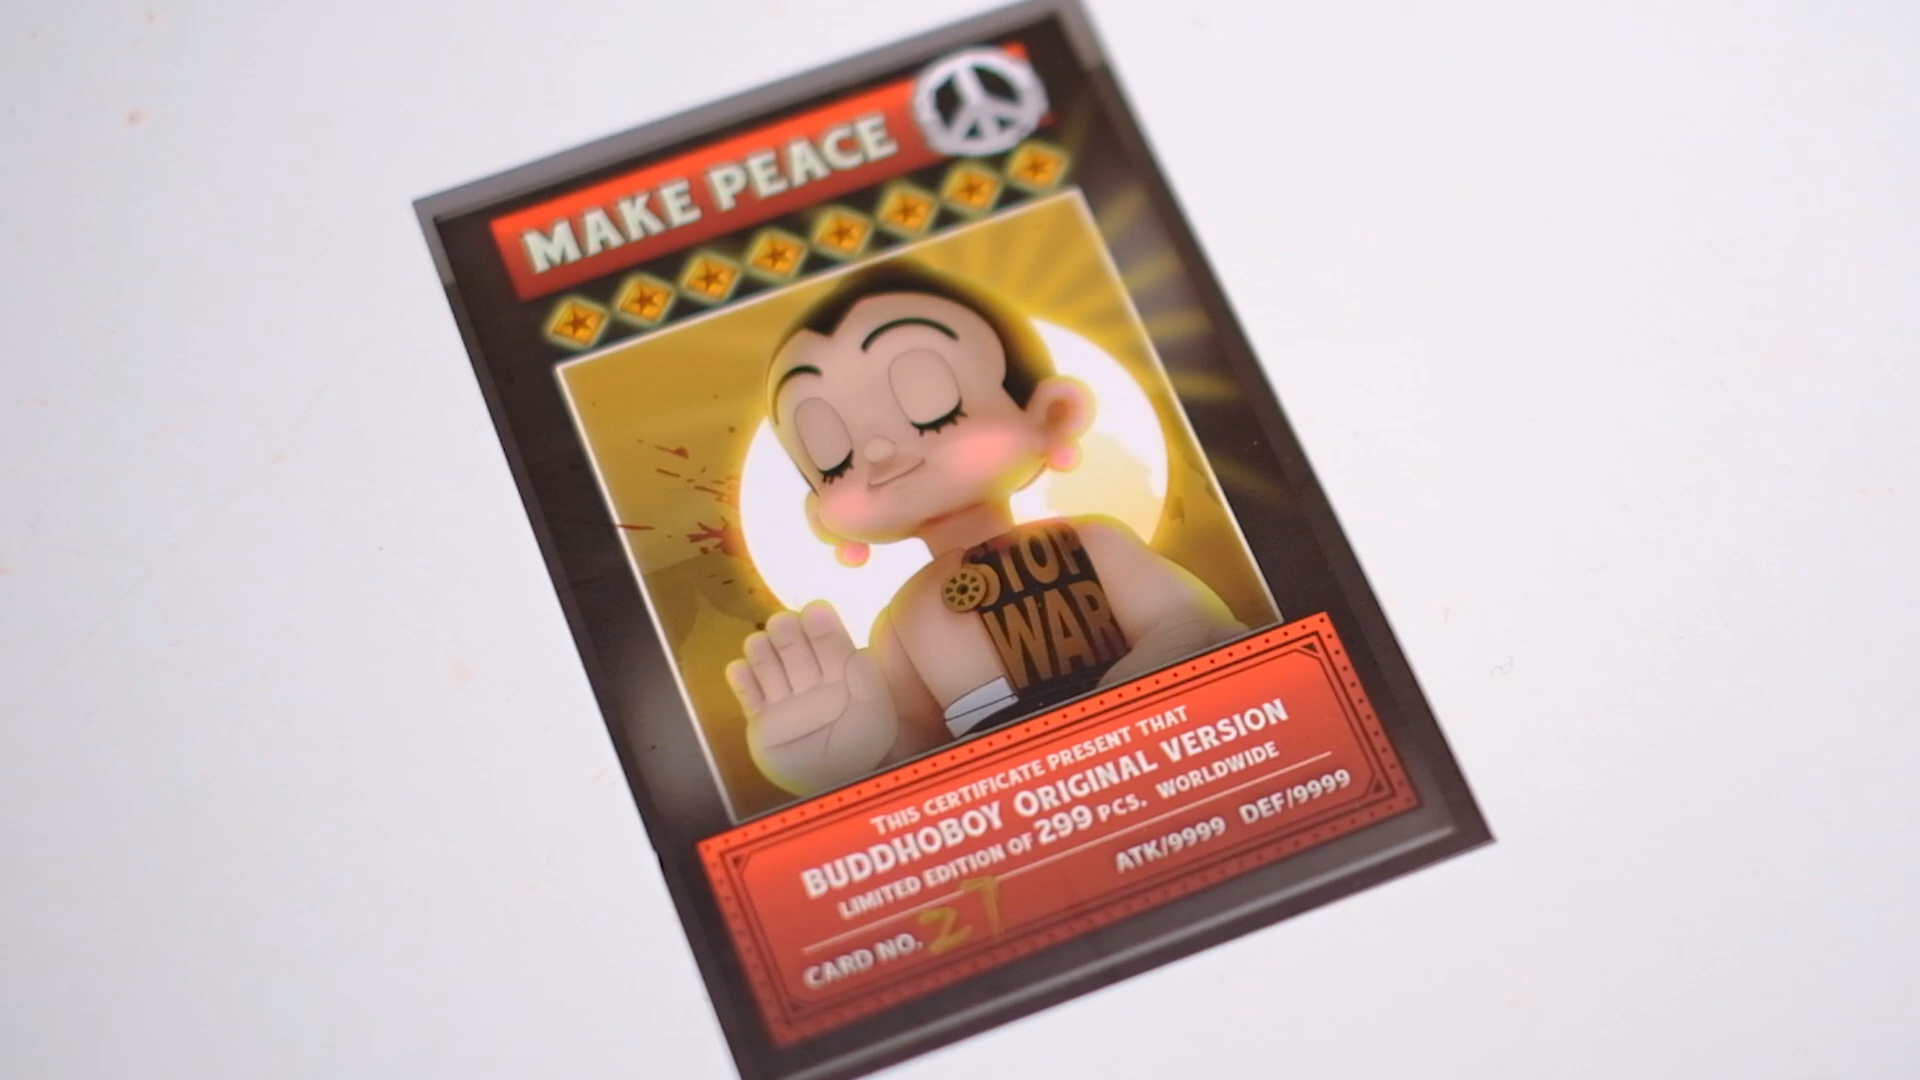 MAKE PEACE
STOP
WAR
THIS CERTIFICATE PRESENT THAT
BUDDHOBOY ORIGINAL VERSION
LIMITED EDITION OF 299 PCS. WORLDWIDE
ATK/9999 DEF/9999
CARD NO. 27